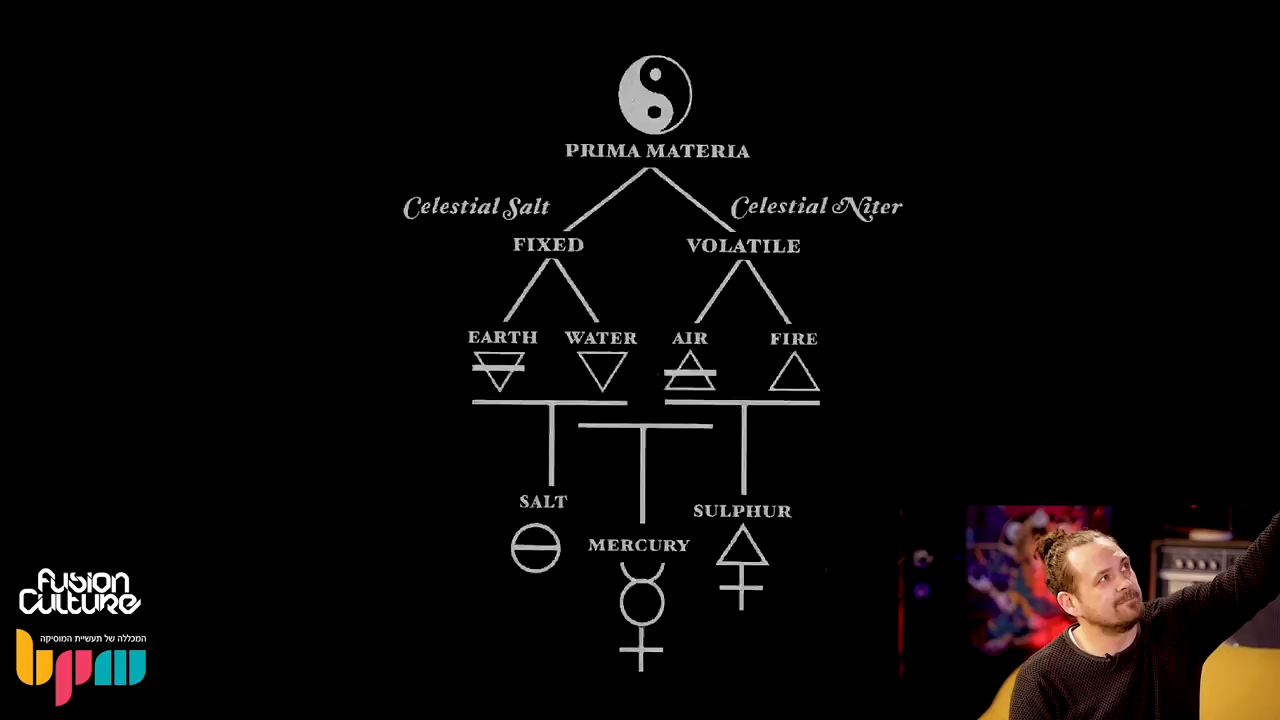 PRIMA MATERIA
Celestial Salt
Celestial Niter
FIXED
VOLATILE
EARTH
WATER
AIR
FIRE
SALT
SULPHUR
MERCURY
fusion
Culture
המכללה של תעשיית המוסיקה
bpm